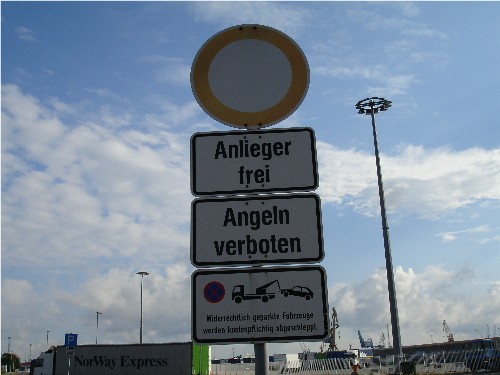 Anlieger
frei
Angeln
verboten
Widerrechtlich geparkte Fahrzeuge
werden kostenpflichtig abgeschleppt.
P
NorWay Express